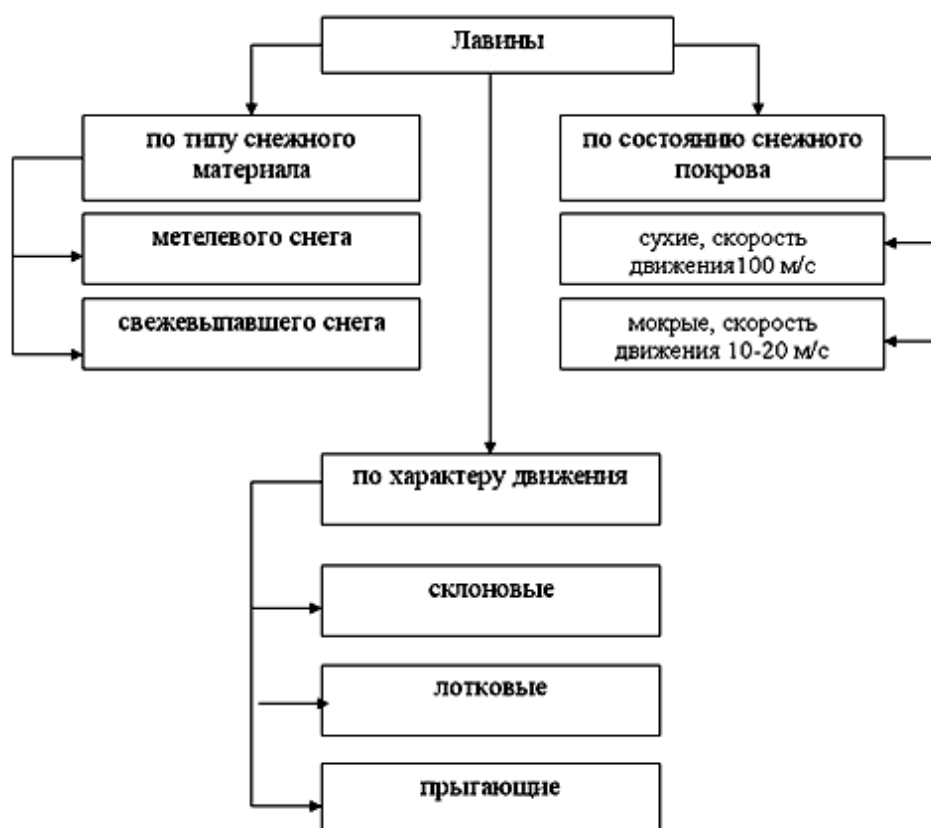 Лавины
по типу снежного
материала
метелевого снега
свежевыпавшего снега
по состоянию снежного
покрова
сухие, скорость
движения100 м/с
мокрые, скорость
движения 10-20 м/с
по характеру движения
склоновые
лотковые
прыгающие